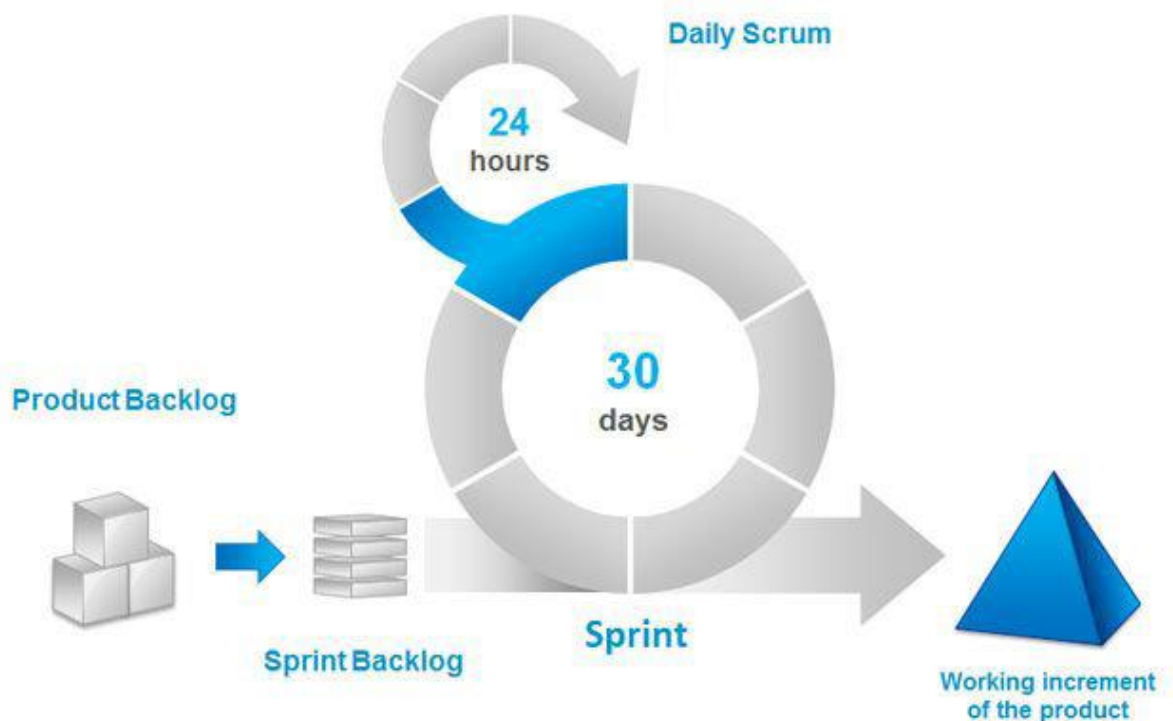 Daily Scrum
24
hours
30
days
Product Backlog
Sprint
Sprint Backlog
Working increment
of the product